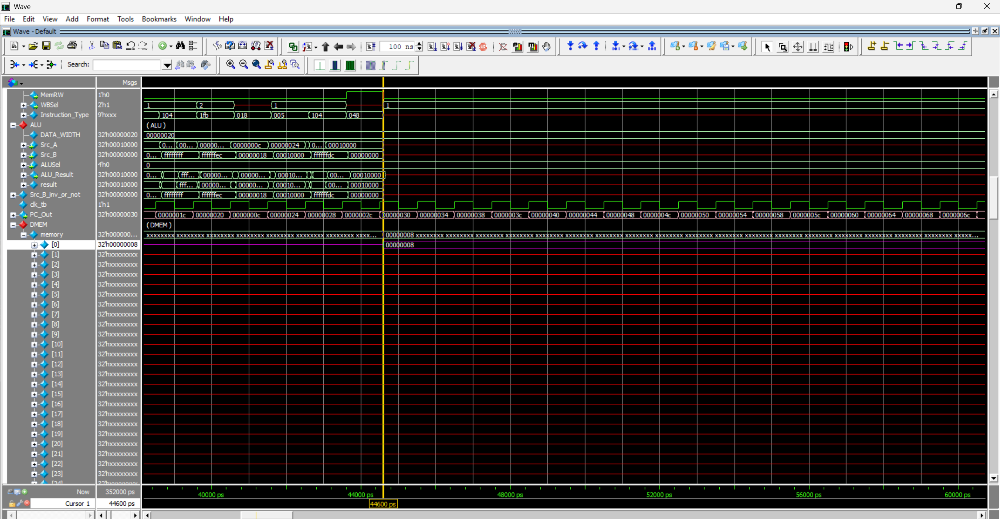 Wave
File Edit View Add Format Tools Bookmarks Window Help
Wave - Default
100 ns
Search:
Msgs
MemRW 1'h0
WBSel 2'h1 1 2 1 1
Instruction_Type 9'hxxx 104 1fb 018 005 104 048
ALU (ALU)
DATA_WIDTH 32'h00000020 00000020
Src_A 32'h00010000 0... 00... 00000... 0000000c 00000024 0... 00010000
Src_B 32'h00000000 0... ffffffff ffffffec 00000018 00010000 ffffffdc 00000000
ALUSel 4'h0 0
ALU_Result 32'h00010000 0... fff... 00000... 00000... 00010... 00... 00010000
result 32'h00010000 fff... 00000... 00000... 00010... 00... 00010000
Src_B_inv_or_not 32'h00000000 0... ffffffff ffffffec 00000018 00010000 ffffffdc 00000000
clk_tb 1'h1
PC_Out 32'h00000030 0000001c 00000020 0000000c 00000024 00000028 0000002c 00000030 00000034 00000038 0000003c 00000040 00000044 00000048 0000004c 00000050 00000054 00000058 0000005c 00000060 00000064 00000068 0000006c
DMEM (DMEM)
memory 32'h000000... xxxxxxxx xxxxxxxx xxxxxxxx xxxxxxxx xxxxxxxx xxxxxxxx xxxxxxxx xxxx... 00000008 xxxxxxxx xxxxxxxx xxxxxxxx xxxxxxxx xxxxxxxx xxxxxxxx xxxxxxxx xxxxxxxx xxxxxxxx xxxxxxxx xxxxxxxx xxxxxxxx xxxxxxxx xxxxxxxx xxxxxxxx xxxxxxxx xxxxxxxx xxxxxxxx xxxxx...
[0] 32'h00000008 00000008
[1] 32'hxxxxxxxx
[2] 32'hxxxxxxxx
[3] 32'hxxxxxxxx
[4] 32'hxxxxxxxx
[5] 32'hxxxxxxxx
[6] 32'hxxxxxxxx
[7] 32'hxxxxxxxx
[8] 32'hxxxxxxxx
[9] 32'hxxxxxxxx
[10] 32'hxxxxxxxx
[11] 32'hxxxxxxxx
[12] 32'hxxxxxxxx
[13] 32'hxxxxxxxx
[14] 32'hxxxxxxxx
[15] 32'hxxxxxxxx
[16] 32'hxxxxxxxx
[17] 32'hxxxxxxxx
[18] 32'hxxxxxxxx
[19] 32'hxxxxxxxx
[20] 32'hxxxxxxxx
[21] 32'hxxxxxxxx
[22] 32'hxxxxxxxx
[23] 32'hxxxxxxxx
Now 352000 ps 40000 ps 44000 ps 48000 ps 52000 ps 56000 ps 60000 ps
Cursor 1 44600 ps 44600 ps